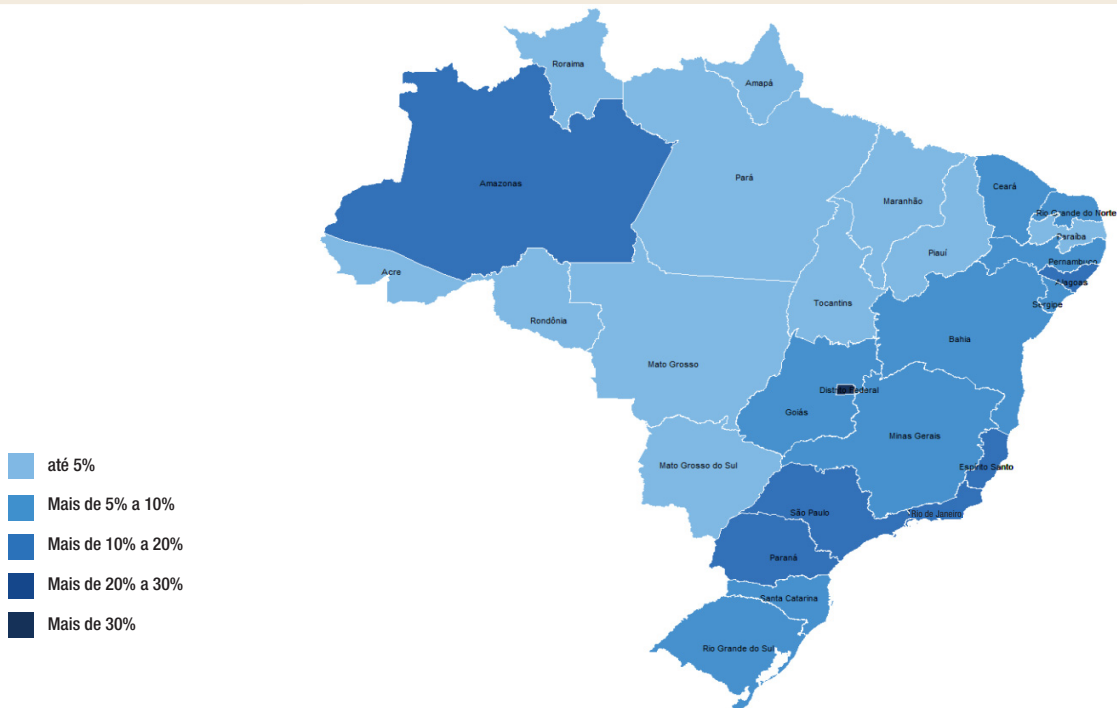 Roraima
Amapá
Amazonas
Pará
Ceará
Maranhão
Rio Grande do Norte
Paraíba
Piauí
Pernambuco
Acre
Alagoas
Tocantins
Sergipe
Rondônia
Bahia
Mato Grosso
Distrito Federal
Goiás
Minas Gerais
Mato Grosso do Sul
Espírito Santo
São Paulo
Rio de Janeiro
Paraná
Santa Catarina
Rio Grande do Sul
até 5%
Mais de 5% a 10%
Mais de 10% a 20%
Mais de 20% a 30%
Mais de 30%